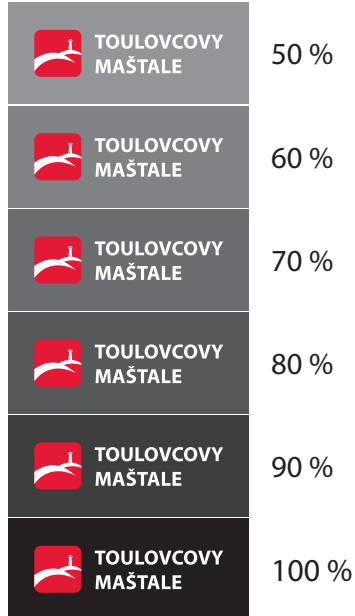 TOULOVCOVY
MAŠTALE
50 %
TOULOVCOVY
MAŠTALE
60 %
TOULOVCOVY
MAŠTALE
70 %
TOULOVCOVY
MAŠTALE
80 %
TOULOVCOVY
MAŠTALE
90 %
TOULOVCOVY
MAŠTALE
100 %